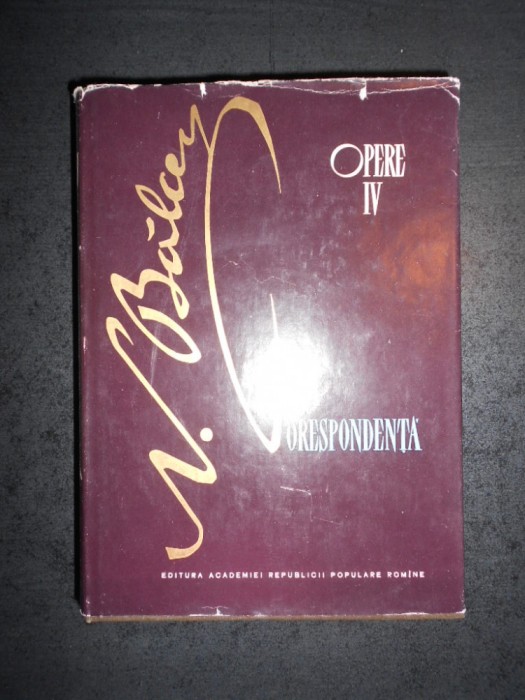 N. Bălcescu
OPERE
IV
CORESPONDENȚĂ
EDITURA ACADEMIEI REPUBLICII POPULARE ROMÎNE